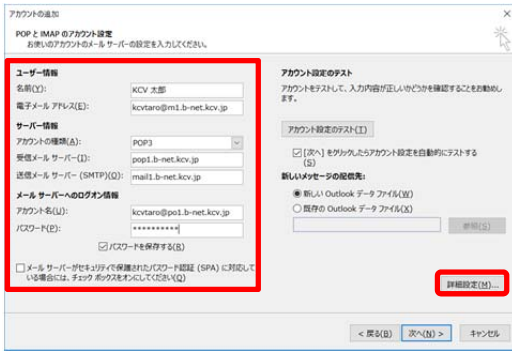 アカウントの追加
POP と IMAP のアカウント設定
お使いのアカウントのメール サーバーの設定を入力してください。
ユーザー情報
名前(Y): KCV 太郎
電子メール アドレス(E): kcvtaro@m1.b-net.kcv.jp
サーバー情報
アカウントの種類(A): POP3
受信メール サーバー(I): pop1.b-net.kcv.jp
送信メール サーバー (SMTP)(O): mail1.b-net.kcv.jp
メール サーバーへのログオン情報
アカウント名(U): kcvtaro@po1.b-net.kcv.jp
パスワード(P): **********
パスワードを保存する(R)
メール サーバーがセキュリティで保護されたパスワード認証 (SPA) に対応して
いる場合には、チェック ボックスをオンにしてください(Q)
アカウント設定のテスト
アカウントをテストして、入力内容が正しいかどうかを確認することをお勧めし
ます。
アカウント設定のテスト(T)
[次へ] をクリックしたらアカウント設定を自動的にテストする
(S)
新しいメッセージの配信先:
新しい Outlook データ ファイル(W)
既存の Outlook データ ファイル(X)
参照(S)
詳細設定(M)...
< 戻る(B)
次へ(N) >
キャンセル